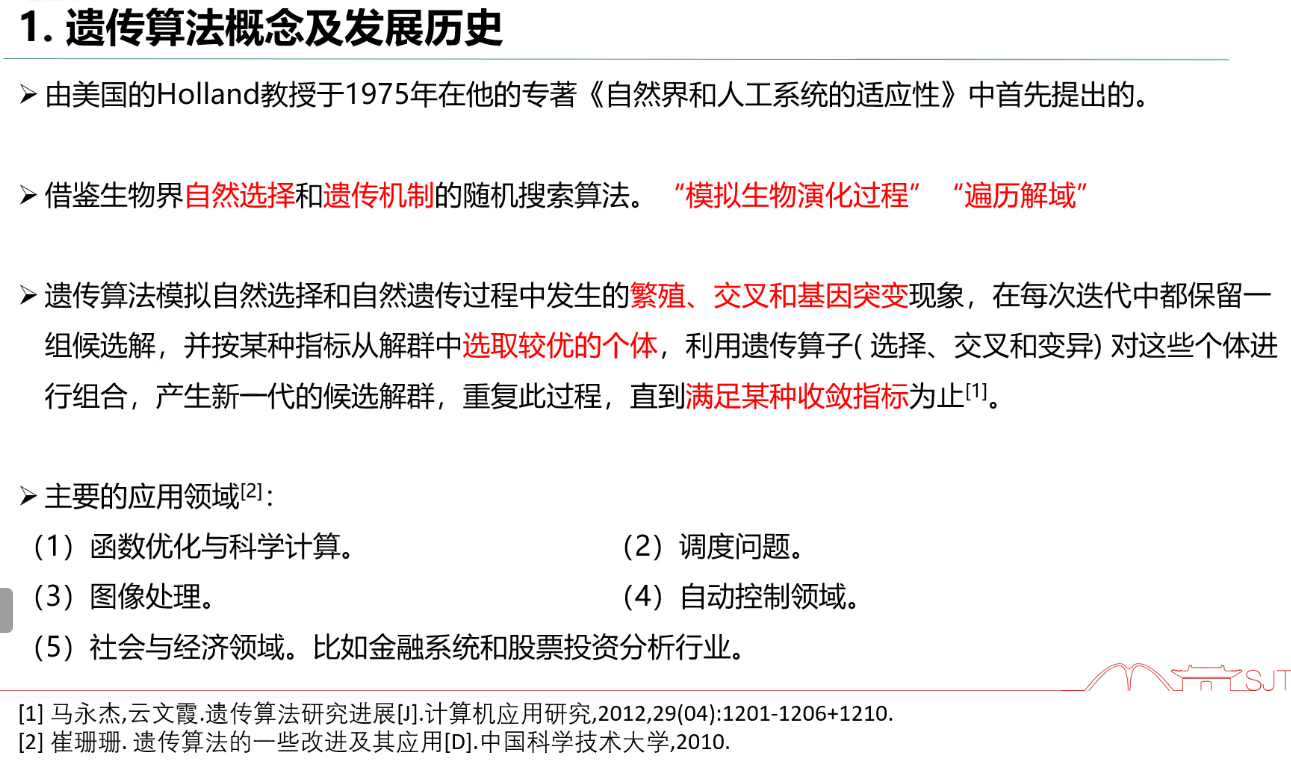 1. 遗传算法概念及发展历史
➢ 由美国的Holland教授于1975年在他的专著《自然界和人工系统的适应性》中首先提出的。
➢ 借鉴生物界自然选择和遗传机制的随机搜索算法。“模拟生物演化过程”“遍历解域”
➢ 遗传算法模拟自然选择和自然遗传过程中发生的繁殖、交叉和基因突变现象，在每次迭代中都保留一
组候选解，并按某种指标从解群中选取较优的个体，利用遗传算子( 选择、交叉和变异) 对这些个体进
行组合，产生新一代的候选解群，重复此过程，直到满足某种收敛指标为止[1]。
➢ 主要的应用领域[2]：
（1）函数优化与科学计算。 （2）调度问题。
（3）图像处理。 （4）自动控制领域。
（5）社会与经济领域。比如金融系统和股票投资分析行业。
SJT
[1] 马永杰,云文霞.遗传算法研究进展[J].计算机应用研究,2012,29(04):1201-1206+1210.
[2] 崔珊珊. 遗传算法的一些改进及其应用[D].中国科学技术大学,2010.